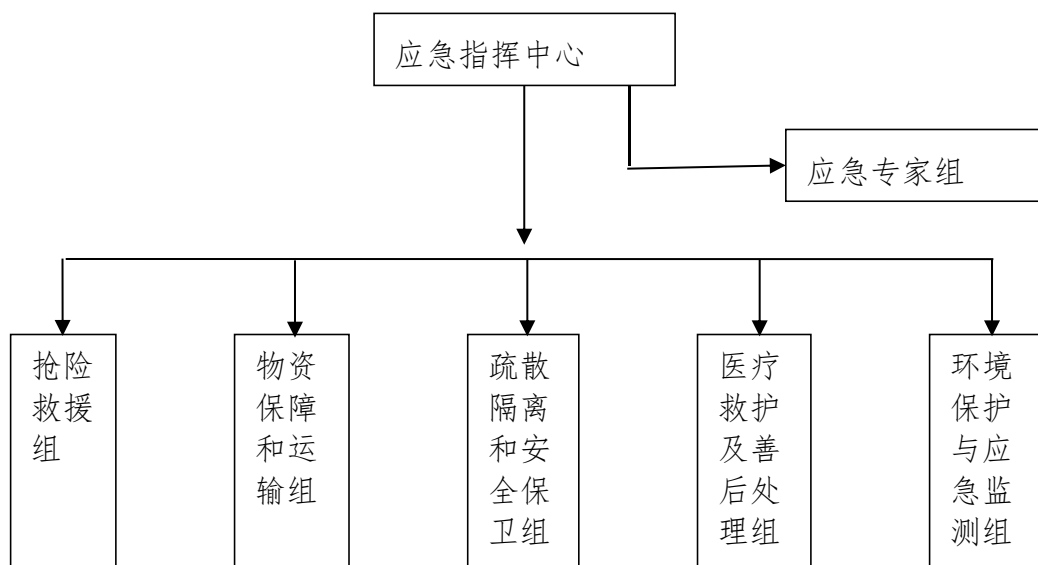 应急指挥中心
应急专家组
抢险
救援
组
物资
保障
和运
输组
疏散
隔离
和安
全保
卫组
医疗
救护
及善
后处
理组
环境
保护
与应
急监
测组